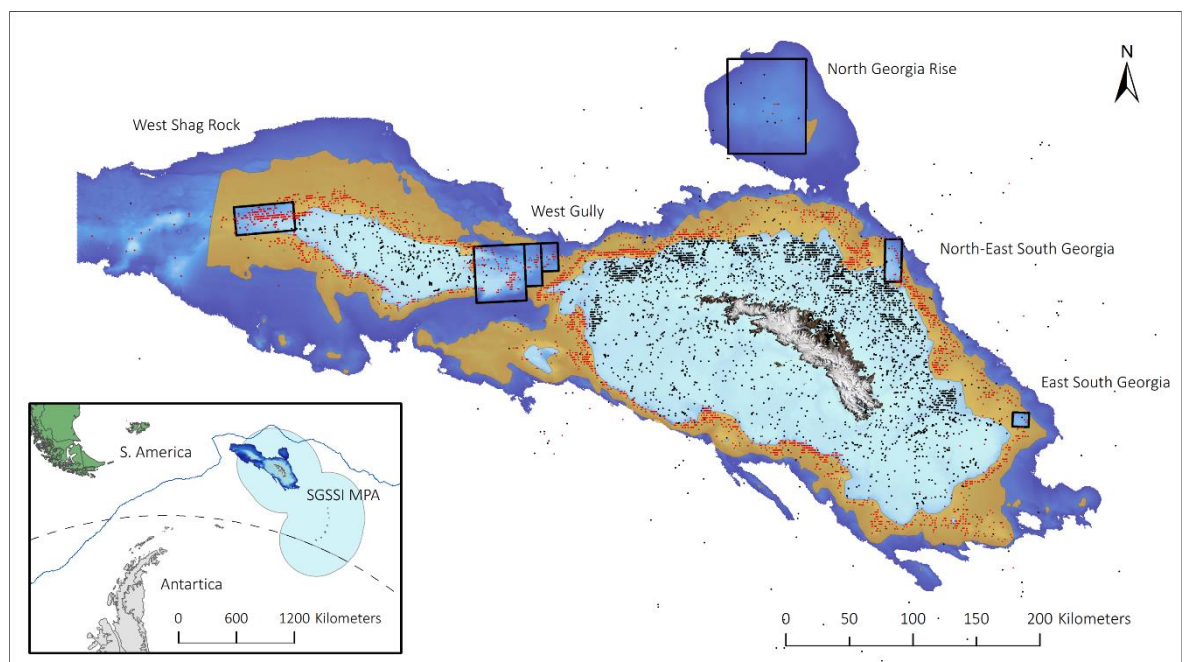 North Georgia Rise
N
West Shag Rock
West Gully
North-East South Georgia
East South Georgia
S. America
SGSSI MPA
Antartica
0 600 1200 Kilometers
0 50 100 150 200 Kilometers